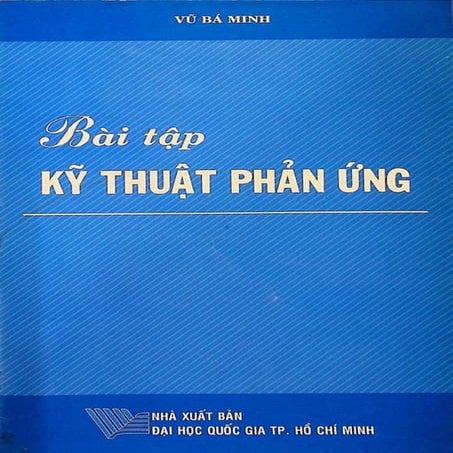 VŨ BÁ MINH
Bài tập
KỸ THUẬT PHẢN ỨNG
NHÀ XUẤT BẢN
ĐẠI HỌC QUỐC GIA TP. HỒ CHÍ MINH